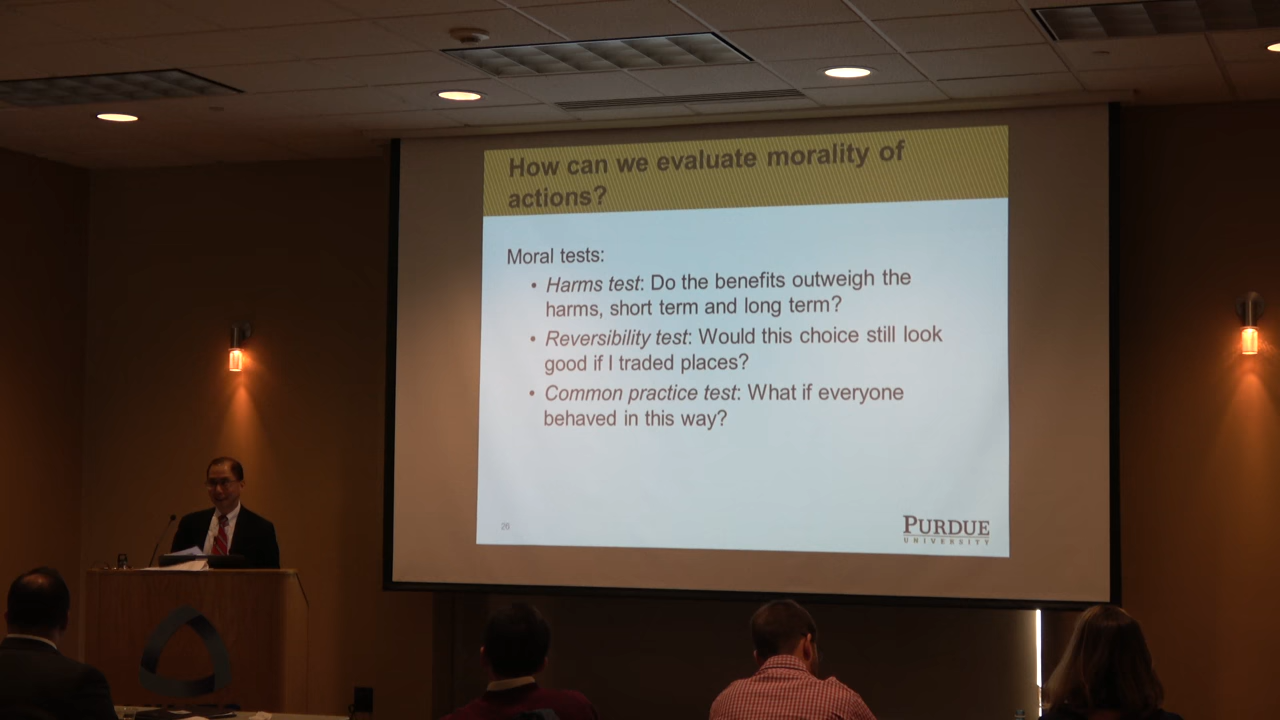 How can we evaluate morality of
actions?
Moral tests:
• Harms test: Do the benefits outweigh the
harms, short term and long term?
• Reversibility test: Would this choice still look
good if I traded places?
• Common practice test: What if everyone
behaved in this way?
26
PURDUE
UNIVERSITY